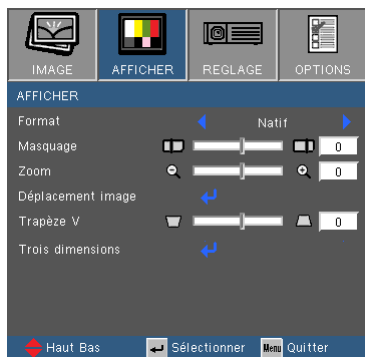 IMAGE AFFICHER REGLAGE OPTIONS
AFFICHER
Format Natif
Masquage 0
Zoom 0
Déplacement image
Trapèze V 0
Trois dimensions
Haut Bas Sélectionner Menu Quitter